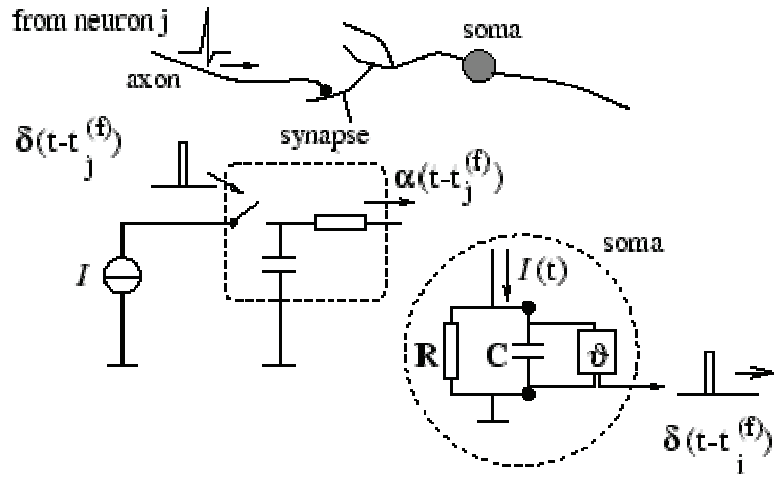 from neuron j
soma
axon
synapse
δ(t-t_j^(f))
α(t-t_j^(f))
I
soma
I(t)
R
C
ϑ
δ(t-t_i^(f))